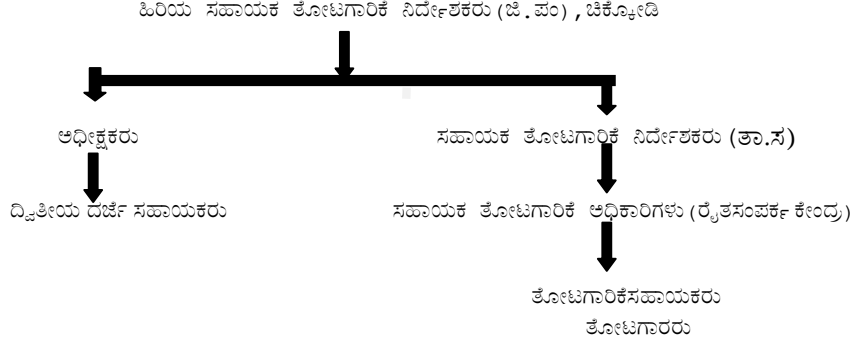 ಹಿರಿಯ ಸಹಾಯಕ ತೋಟಗಾರಿಕೆ ನಿರ್ದೇಶಕರು (ಜಿ.ಪಂ),ಚಿಕ್ಕೋಡಿ
ಅಧೀಕ್ಷಕರು
ಸಹಾಯಕ ತೋಟಗಾರಿಕೆ ನಿರ್ದೇಶಕರು (ತಾ.ಸ)
ದ್ವಿತೀಯ ದರ್ಜೆ ಸಹಾಯಕರು
ಸಹಾಯಕ ತೋಟಗಾರಿಕೆ ಅಧಿಕಾರಿಗಳು (ರೈತಸಂಪರ್ಕ ಕೇಂದ್ರ)
ತೋಟಗಾರಿಕೆಸಹಾಯಕರು
ತೋಟಗಾರರು